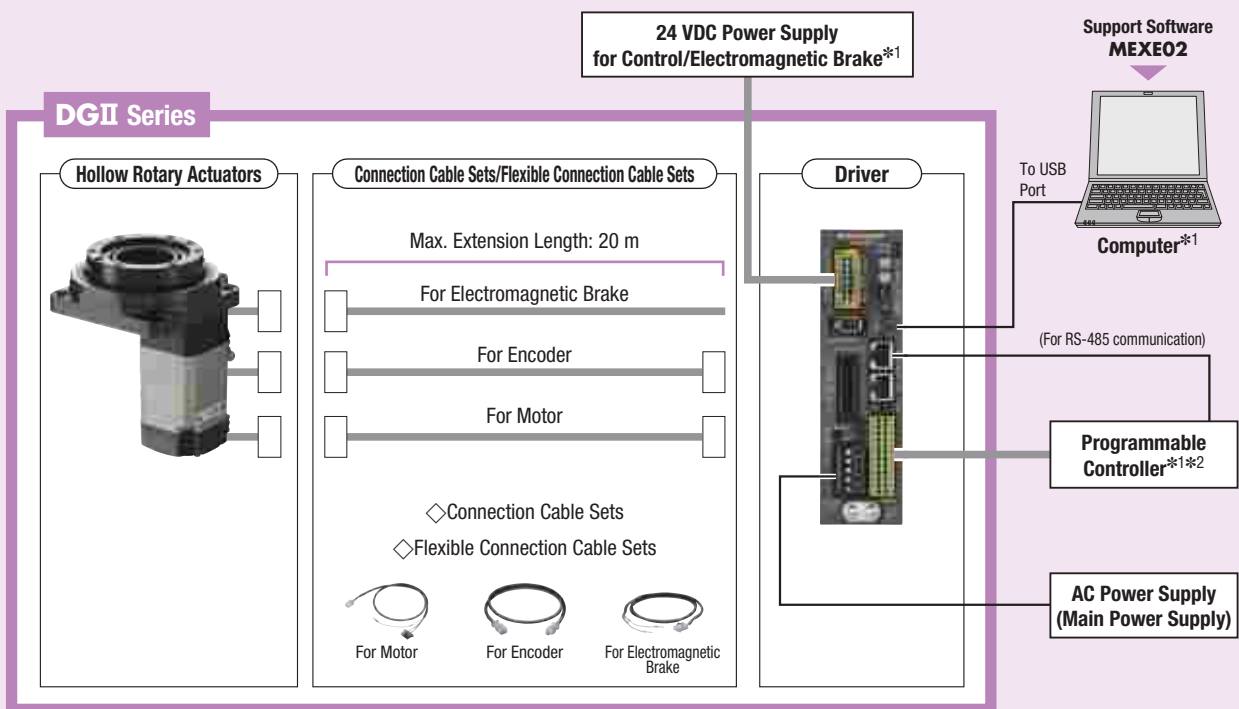 24 VDC Power Supply
for Control/Electromagnetic Brake*1
Support Software
MEXE02
DGII Series
Hollow Rotary Actuators
Connection Cable Sets/Flexible Connection Cable Sets
Driver
To USB
Port
Computer*1
Max. Extension Length: 20 m
For Electromagnetic Brake
For Encoder
For Motor
(For RS-485 communication)
Programmable
Controller*1*2
◇Connection Cable Sets
◇Flexible Connection Cable Sets
For Motor
For Encoder
For Electromagnetic
Brake
AC Power Supply
(Main Power Supply)